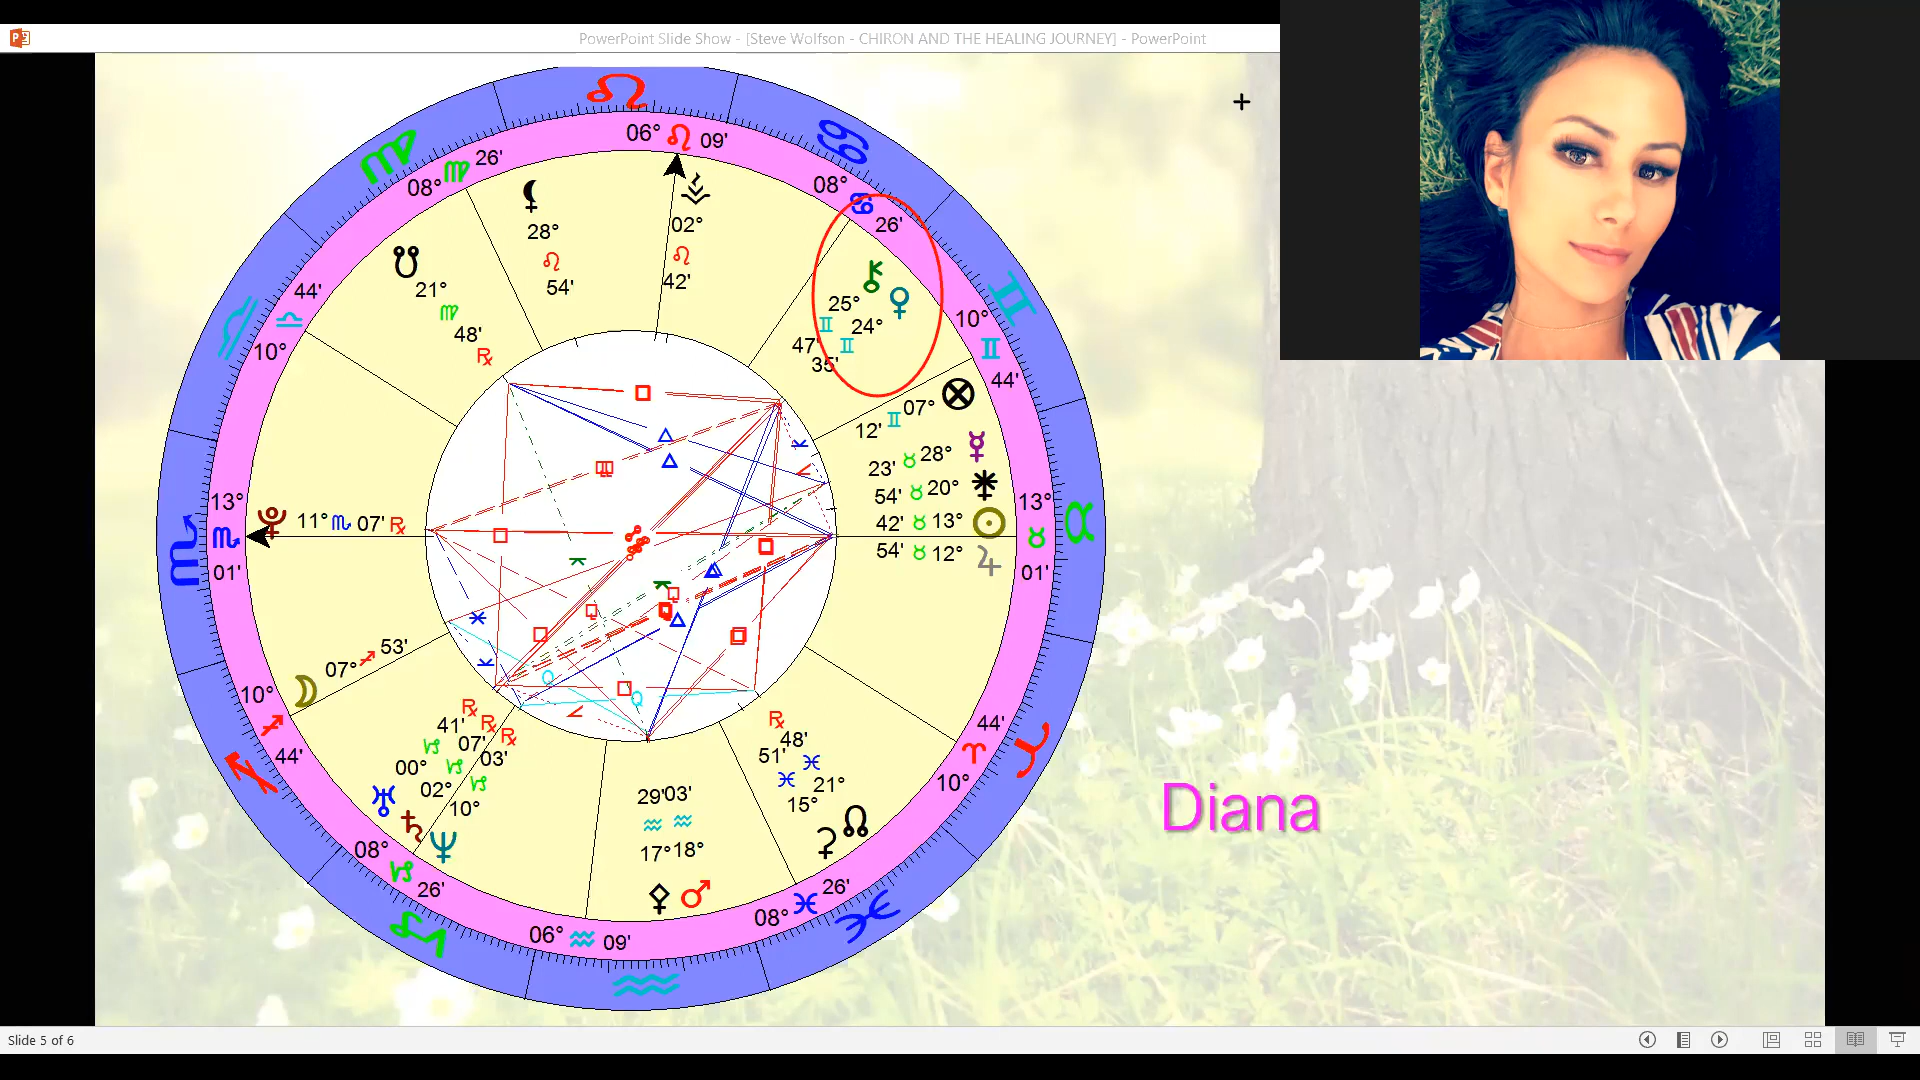 PowerPoint Slide Show - [Steve Wolfson - CHIRON AND THE HEALING JOURNEY] - PowerPoint
06° ♌ 09'
08° ♋ 26'
10° ♊ 44'
13° ♉ 01'
44' ♈ 10°
08° ♓ 26'
06° ♒ 09'
08° ♑ 26'
10° ♐ 44'
13° ♏ 01'
44' ♎ 10°
08° ♍ 26'
28° ♌ 54'
02° ♌ 42'
21° ♍ 48' ℞
25° ♊ 47'
24° ♊ 35'
07° ♊ 12'
23' ♉ 28°
54' ♉ 20°
42' ♉ 13°
54' ♉ 12°
11° ♏ 07' ℞
07° ♐ 53'
00° ♑ 41' ℞
02° ♑ 07' ℞
10° ♑ 03' ℞
17° ♒ 29'
18° ♒ 03'
15° ♓ 51'
21° ♓ 48' ℞
Diana
Slide 5 of 6